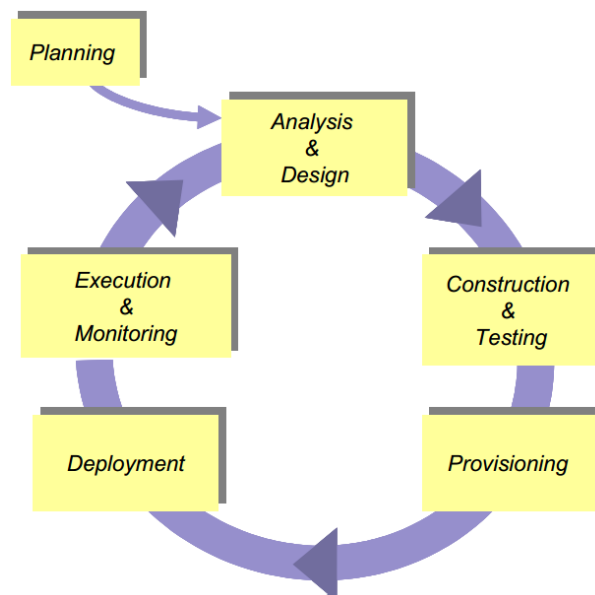 Planning
Analysis
&
Design
Execution
&
Monitoring
Construction
&
Testing
Deployment
Provisioning